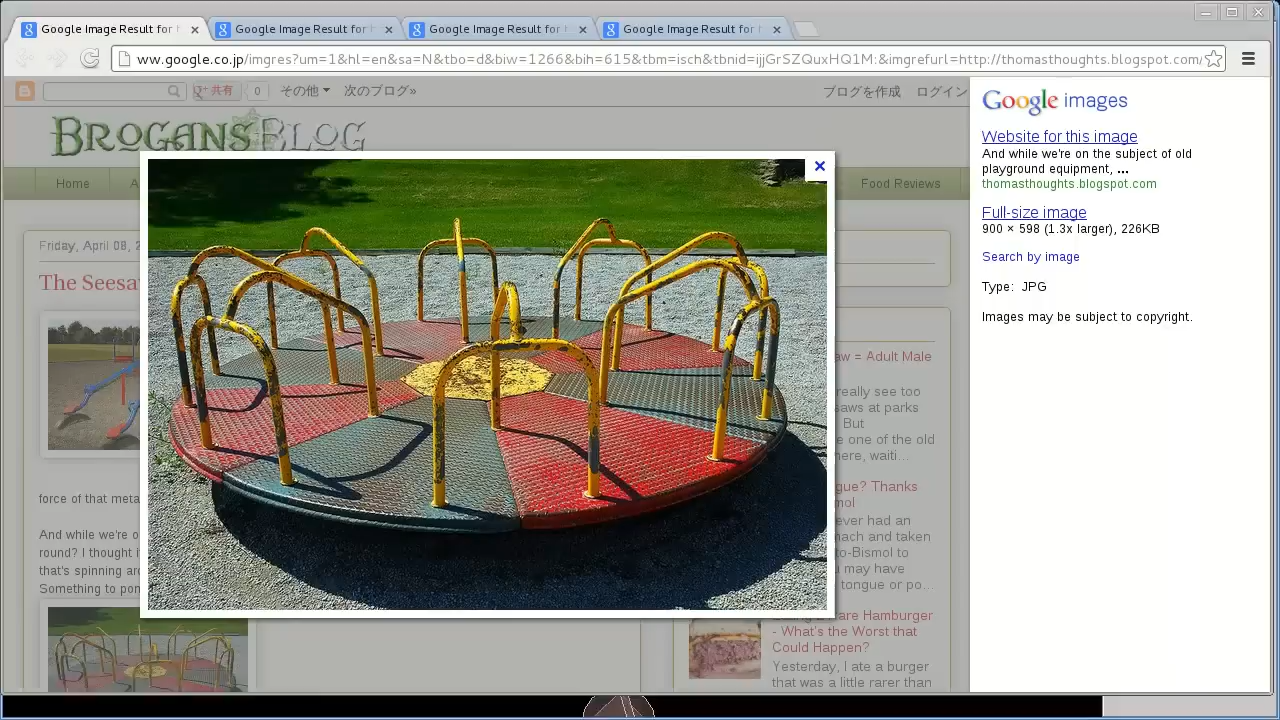 Google Image Result for
Google Image Result for
Google Image Result for
Google Image Result for
ww.google.co.jp/imgres?um=1&hl=en&sa=N&tbo=d&biw=1266&bih=615&tbm=isch&tbnid=ijjGrSZQuxHQ1M:&imgrefurl=http://thomasthoughts.blogspot.com/
共有 0 その他 次のブログ» ブログを作成 ログイン
BROGANS BLOG
Home A Food Reviews
Friday, April 08, 2
The Seesa
force of that meta
And while we're o
round? I thought i
that's spinning aro
Something to pon
aw = Adult Male
really see too
saws at parks
But
e one of the old
here, waiti...
gue? Thanks
mol
ever had an
mach and taken
to-Bismol to
u may have
tongue or po...
are Hamburger
- What's the Worst that
Could Happen?
Yesterday, I ate a burger
that was a little rarer than
Google images
Website for this image
And while we're on the subject of old
playground equipment, ...
thomasthoughts.blogspot.com
Full-size image
900 × 598 (1.3x larger), 226KB
Search by image
Type: JPG
Images may be subject to copyright.